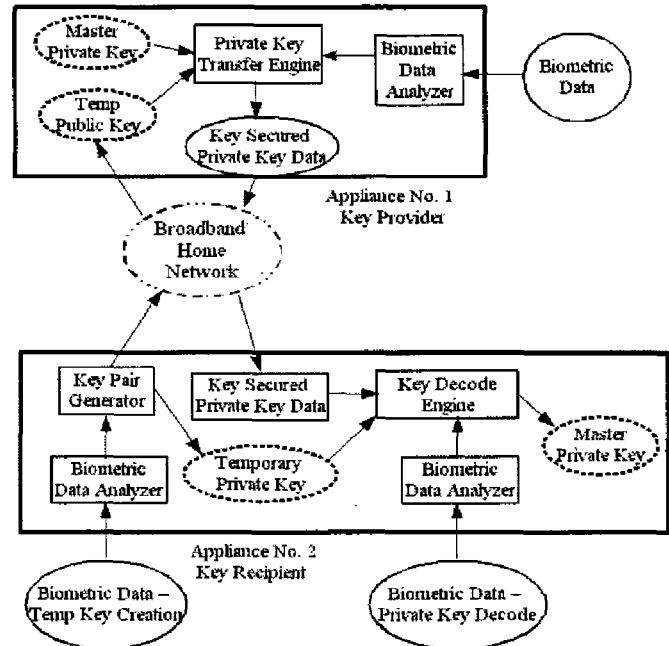 Master
Private Key
Private Key
Transfer Engine
Biometric
Data
Analyzer
Biometric
Data
Temp
Public Key
Key Secured
Private Key Data
Appliance No. 1
Key Provider
Broadband
Home
Network
Key Pair
Generator
Key Secured
Private Key Data
Key Decode
Engine
Master
Private Key
Temporary
Private Key
Biometric
Data Analyzer
Biometric
Data Analyzer
Appliance No. 2
Key Recipient
Biometric Data –
Temp Key Creation
Biometric Data –
Private Key Decode